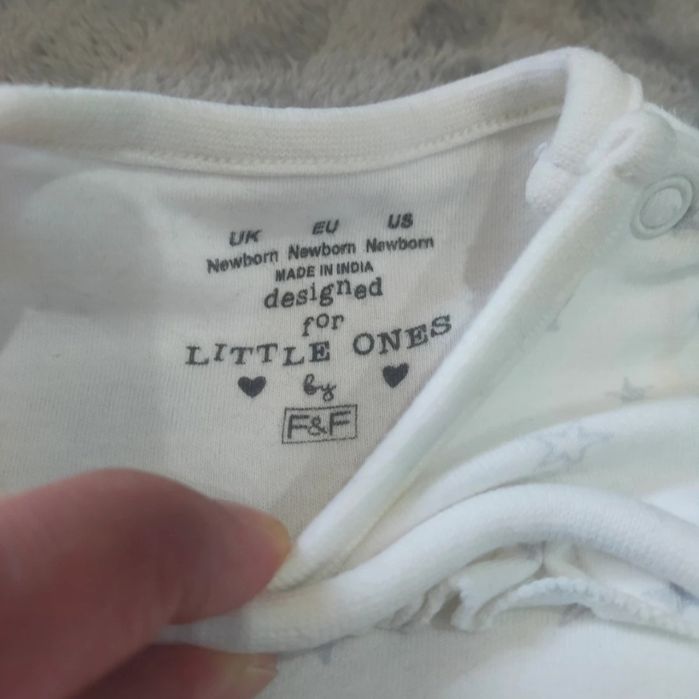 UK EU US
Newborn Newborn Newborn
MADE IN INDIA
designed
for
LITTLE ONES
by
F&F